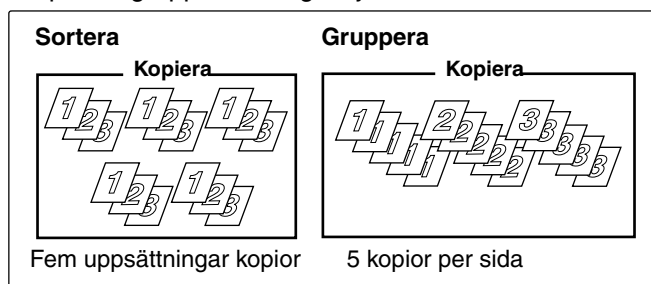 Sortera Gruppera
Kopiera Kopiera
1 2 3 1 2 3 1 2 3 1 1 1 1 1 2 2 2 2 2 3 3 3 3 3
1 2 3 1 2 3
Fem uppsättningar kopior 5 kopior per sida